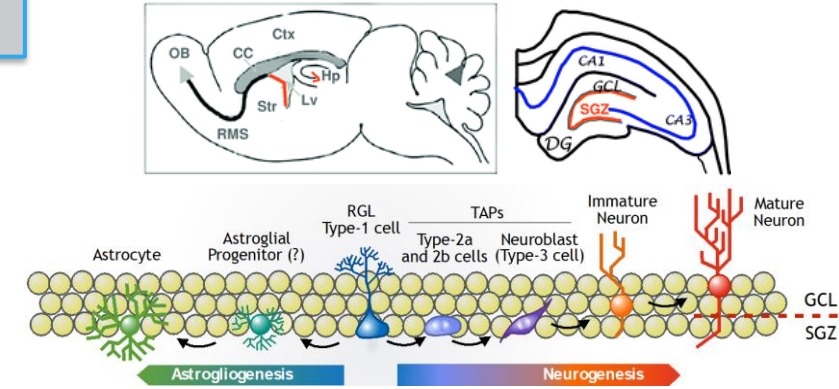 Ctx
OB
CC
Hp
Lv
Str
RMS
CA1
GCL
SGZ
CA3
DG
RGL
Type-1 cell
TAPs
Immature
Neuron
Mature
Neuron
Astrocyte
Astroglial
Progenitor (?)
Type-2a
and 2b cells
Neuroblast
(Type-3 cell)
GCL
SGZ
Astrogliogenesis
Neurogenesis